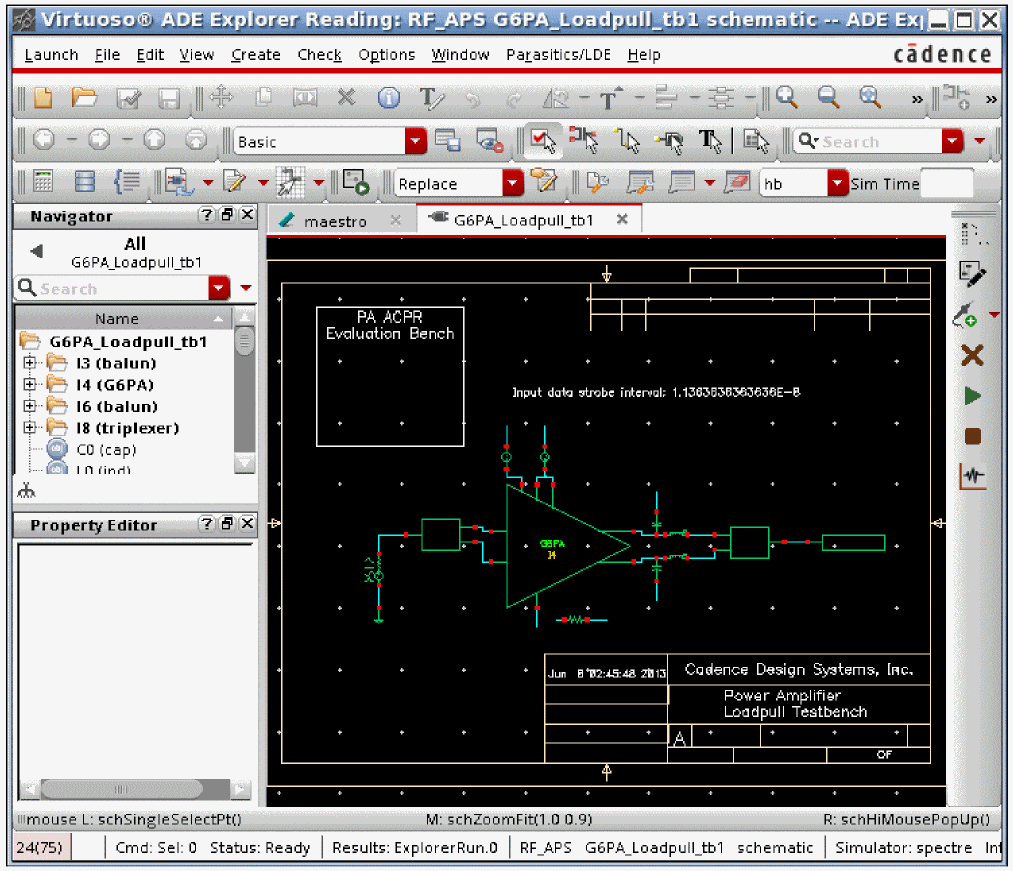 Virtuoso® ADE Explorer Reading: RF_APS G6PA_Loadpull_tb1 schematic -- ADE Exp
Launch File Edit View Create Check Options Window Parasitics/LDE Help
cādence
»
»
Basic
Search
Replace
hb
Sim Time
Navigator
maestro
G6PA_Loadpull_tb1
All
G6PA_Loadpull_tb1
Search
Name
G6PA_Loadpull_tb1
I3 (balun)
I4 (G6PA)
I6 (balun)
I8 (triplexer)
C0 (cap)
L0 (ind)
Property Editor
PA ACPR
Evaluation Bench
G6PA
I4
Cadence Design Systems, Inc.
Jun 8 02:45:48 2013
Power Amplifier
Loadpull Testbench
A
OF
mouse L: schSingleSelectPt()
M: schZoomFit(1.0 0.9)
R: schHiMousePopUp()
24(75)
Cmd: Sel: 0 Status: Ready
Results: ExplorerRun.0
RF_APS G6PA_Loadpull_tb1 schematic
Simulator: spectre
Input data strobe interval: